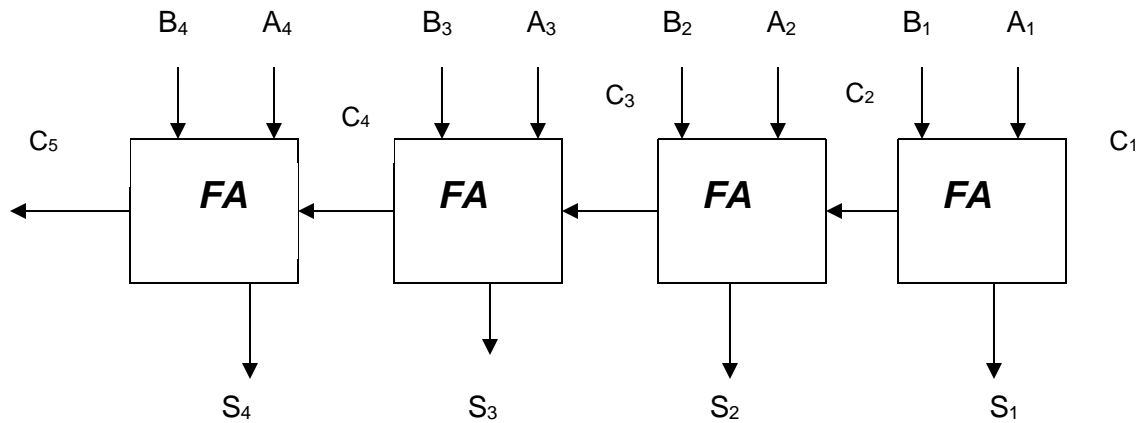 B₄ A₄ B₃ A₃ B₂ A₂ B₁ A₁
C₅ C₄ C₃ C₂ C₁
FA FA FA FA
S₄ S₃ S₂ S₁